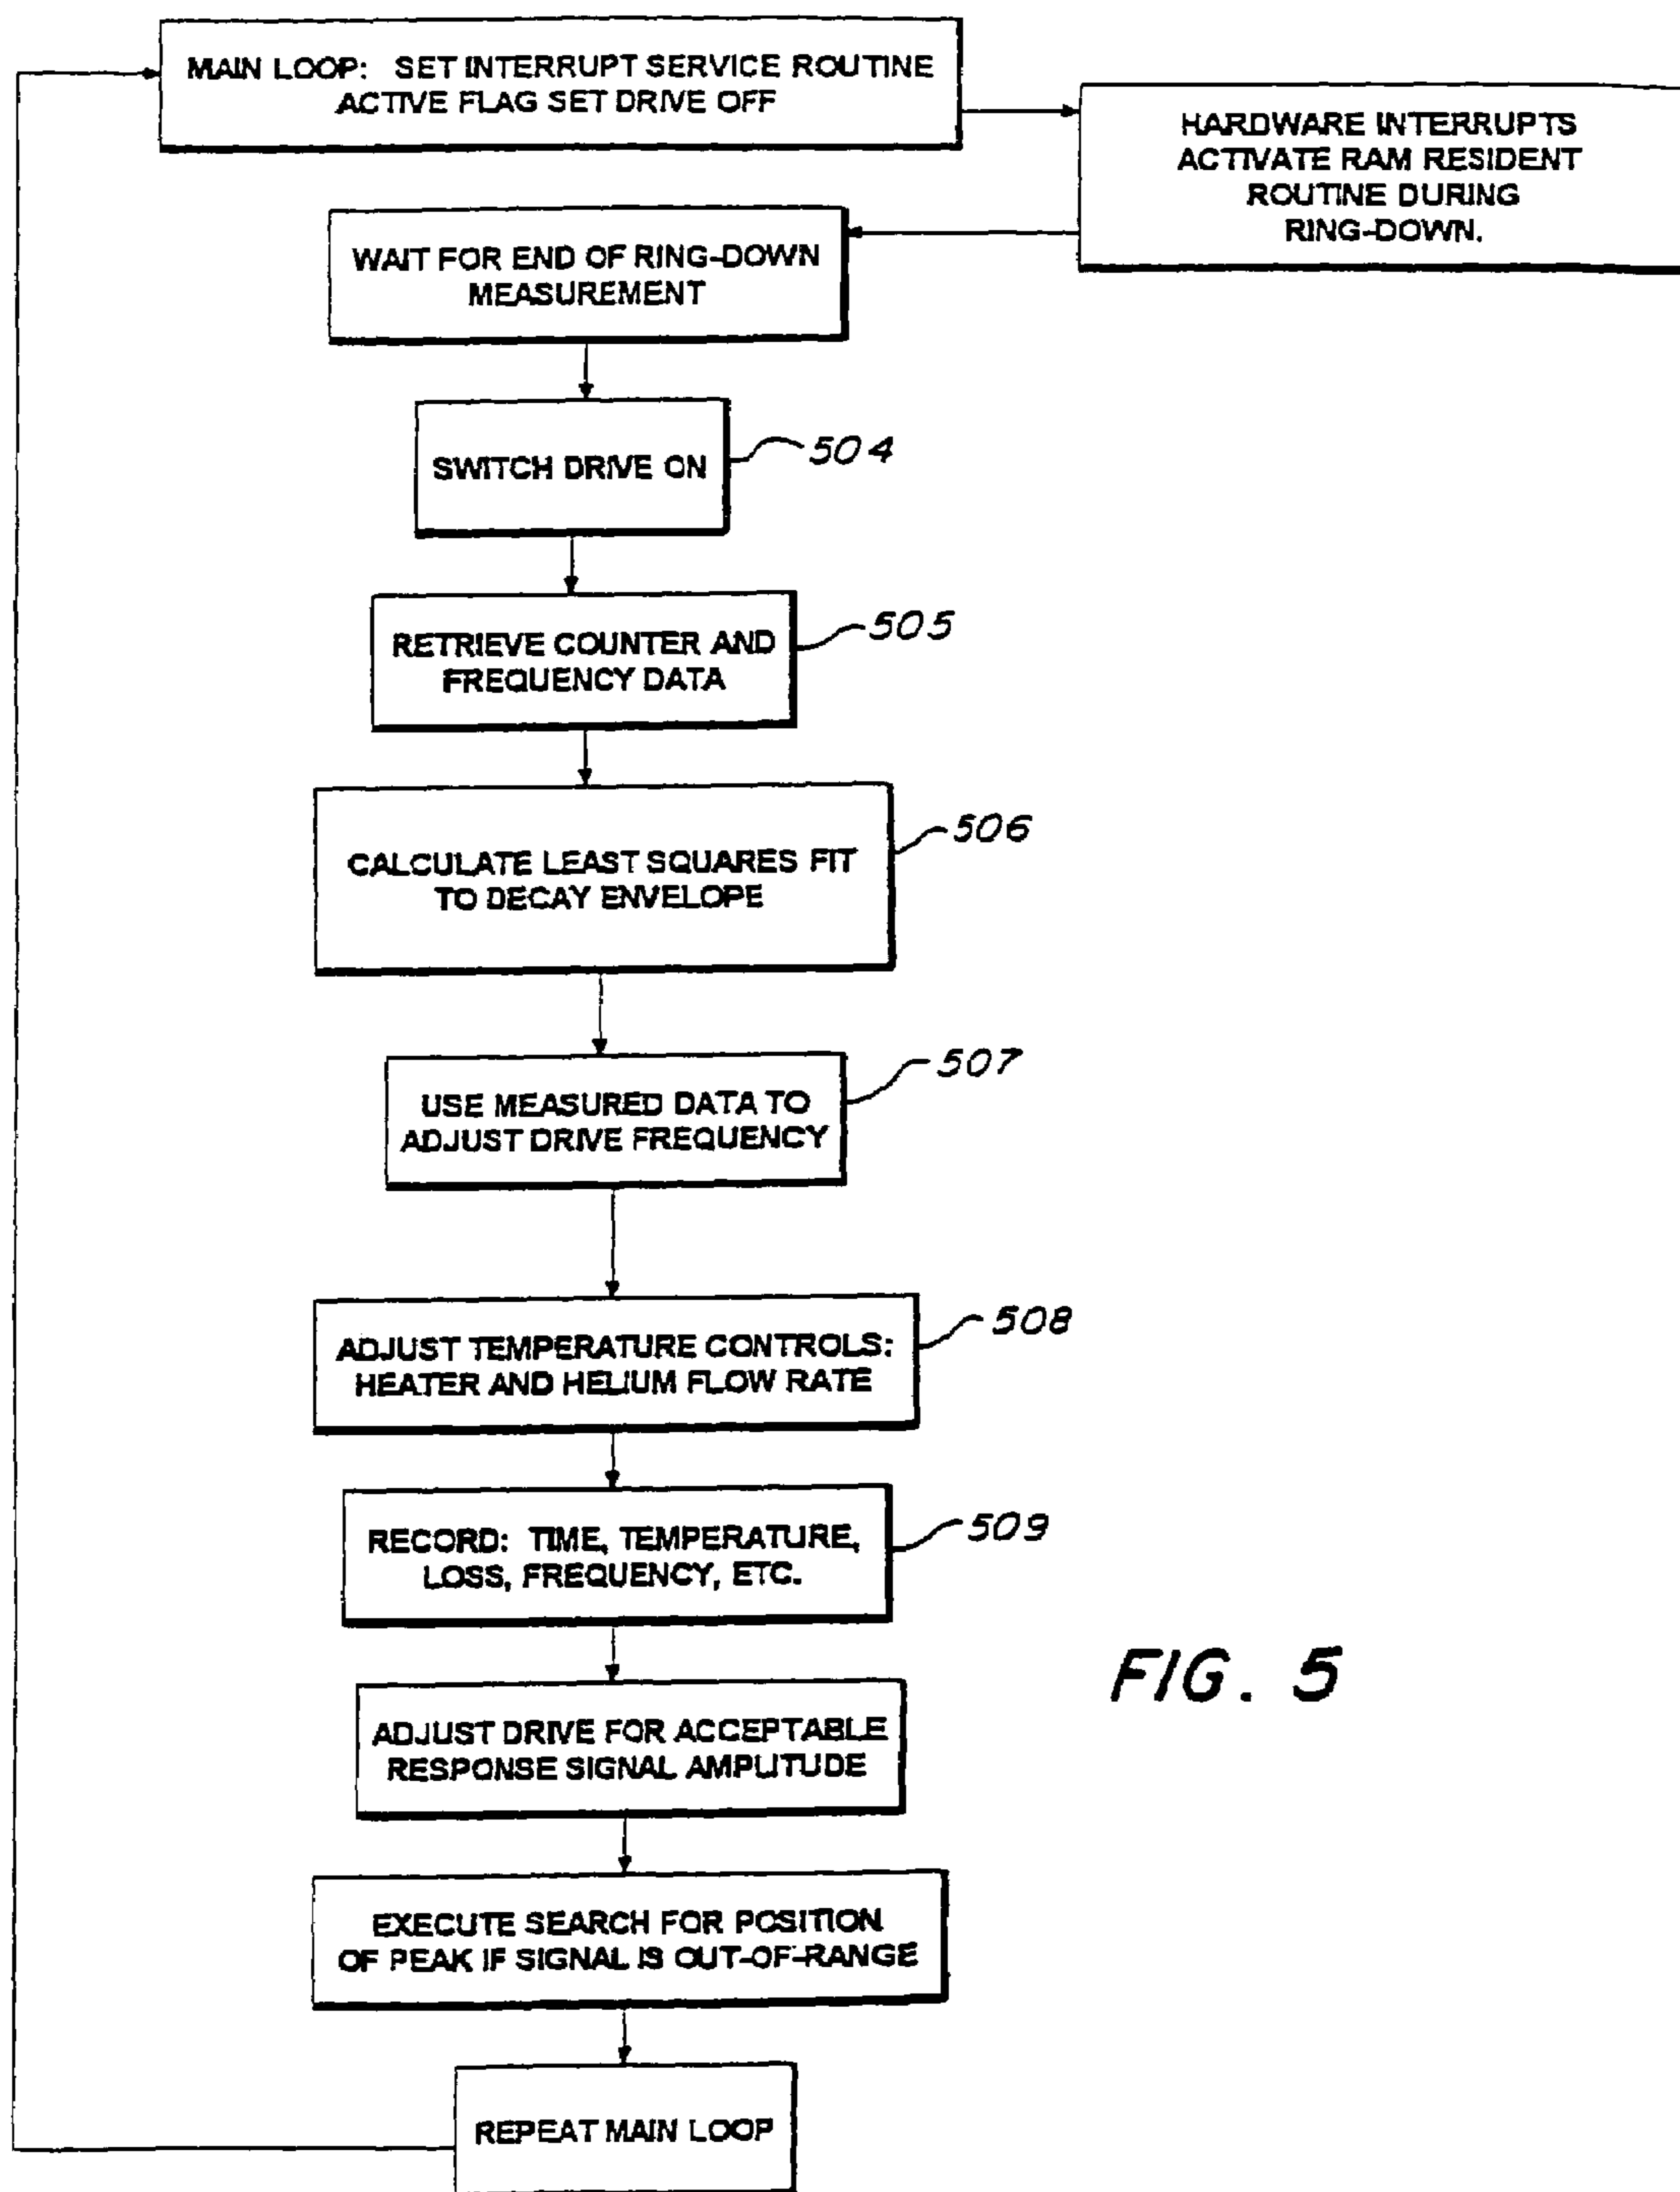 MAIN LOOP: SET INTERRUPT SERVICE ROUTINE
ACTIVE FLAG SET DRIVE OFF
HARDWARE INTERRUPTS
ACTIVATE RAM RESIDENT
ROUTINE DURING
RING-DOWN.
WAIT FOR END OF RING-DOWN
MEASUREMENT
SWITCH DRIVE ON
504
RETRIEVE COUNTER AND
FREQUENCY DATA
505
CALCULATE LEAST SQUARES FIT
TO DECAY ENVELOPE
506
USE MEASURED DATA TO
ADJUST DRIVE FREQUENCY
507
ADJUST TEMPERATURE CONTROLS:
HEATER AND HELIUM FLOW RATE
508
RECORD: TIME, TEMPERATURE,
LOSS, FREQUENCY, ETC.
509
ADJUST DRIVE FOR ACCEPTABLE
RESPONSE SIGNAL AMPLITUDE
EXECUTE SEARCH FOR POSITION
OF PEAK IF SIGNAL IS OUT-OF-RANGE
REPEAT MAIN LOOP
FIG. 5